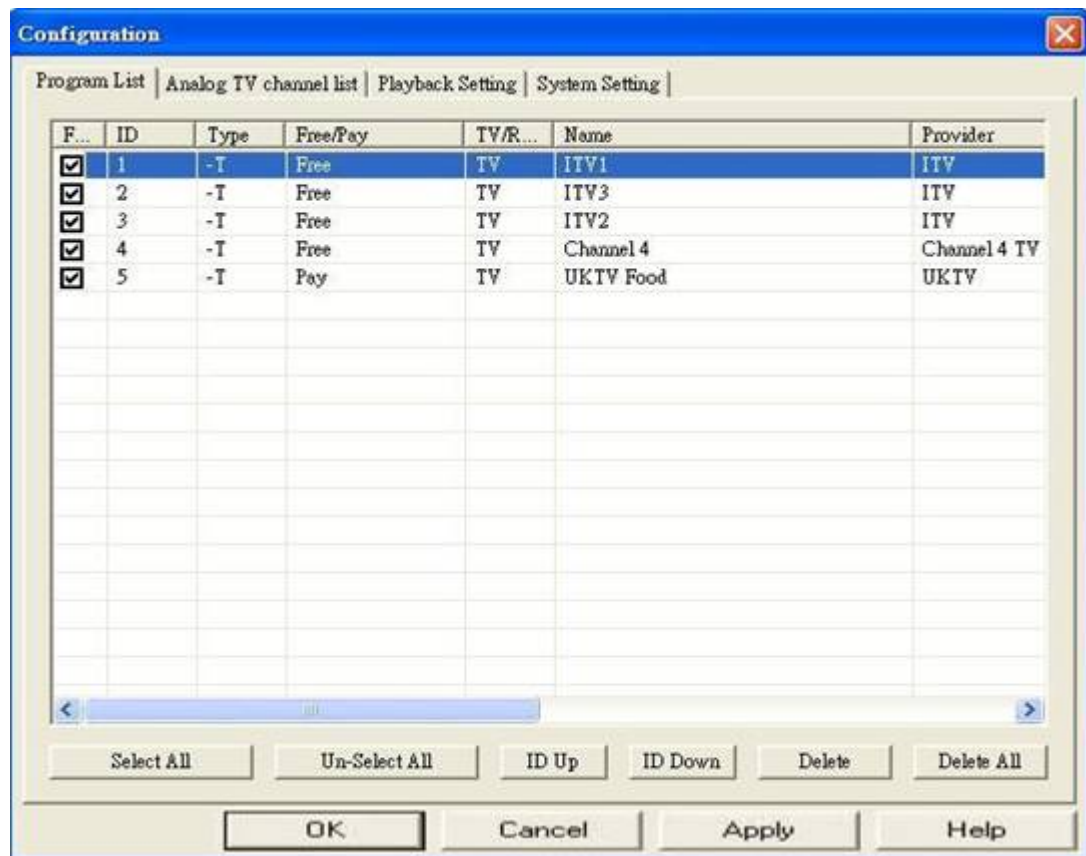 Configuration
Program List Analog TV channel list Playback Setting System Setting
F... ID Type Free/Pay TV/R... Name Provider
1 -T Free TV ITV1 ITV
2 -T Free TV ITV3 ITV
3 -T Free TV ITV2 ITV
4 -T Free TV Channel 4 Channel 4 TV
5 -T Pay TV UKTV Food UKTV
Select All Un-Select All ID Up ID Down Delete Delete All
OK Cancel Apply Help